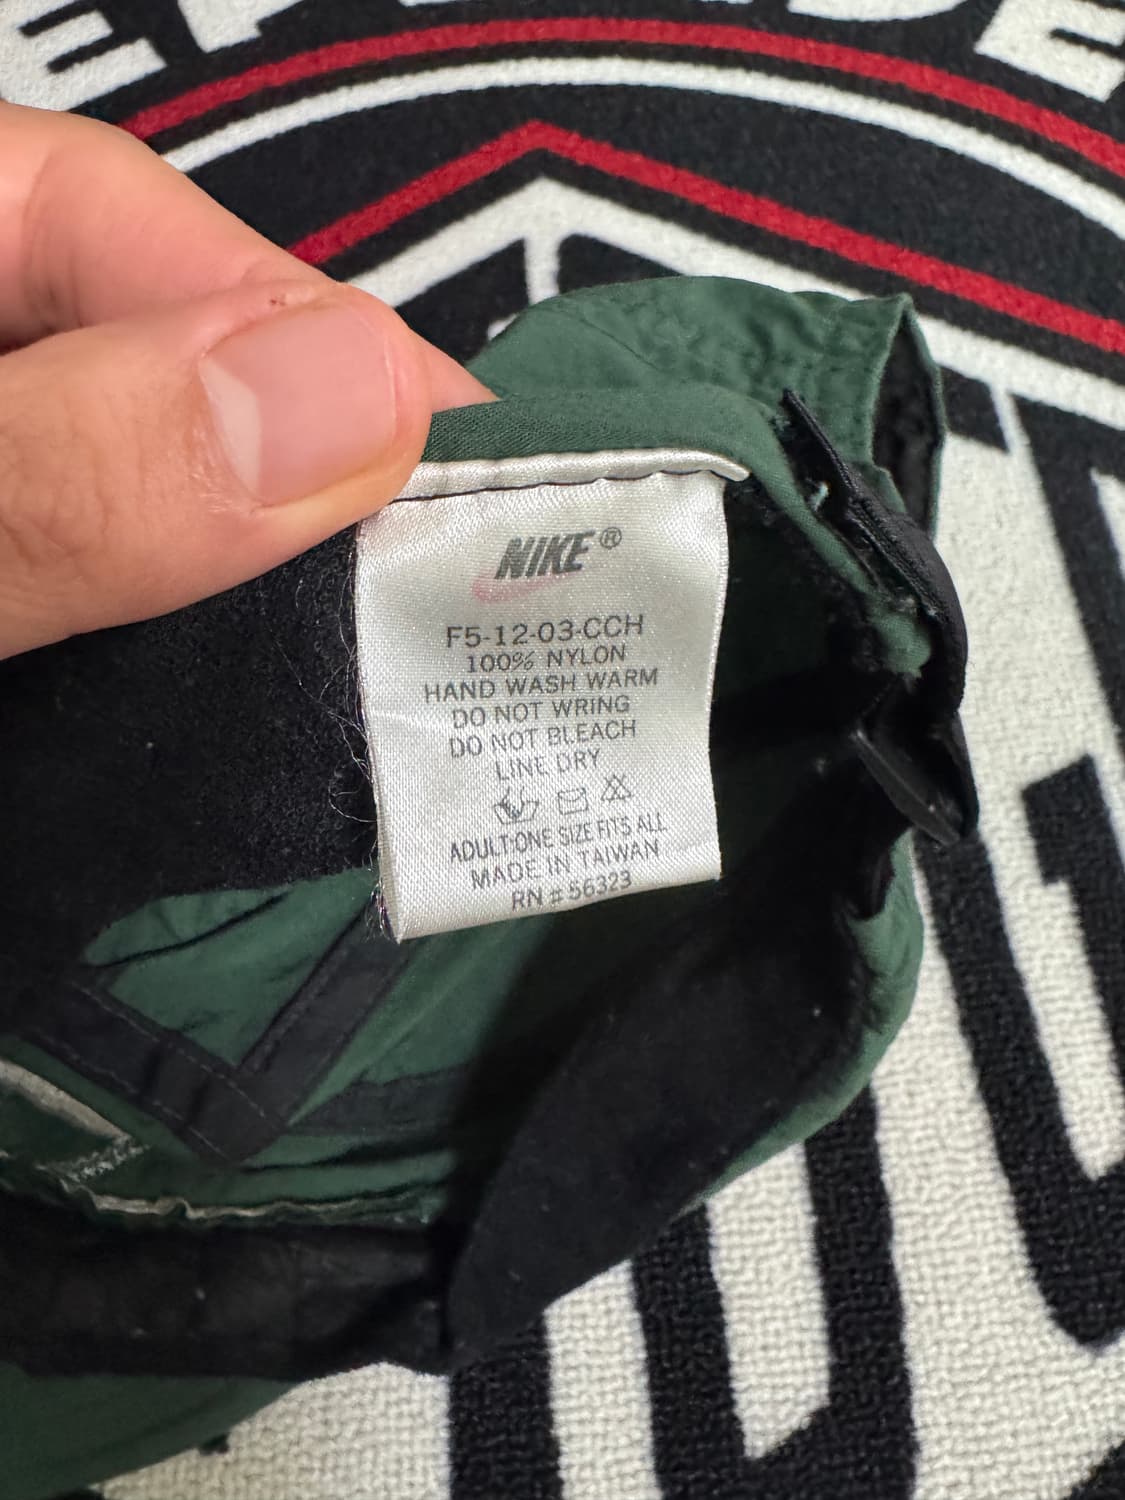 NIKE®
F5-12-03-CCH
100% NYLON
HAND WASH WARM
DO NOT WRING
DO NOT BLEACH
LINE DRY
ADULT:ONE SIZE FITS ALL
MADE IN TAIWAN
RN#56323